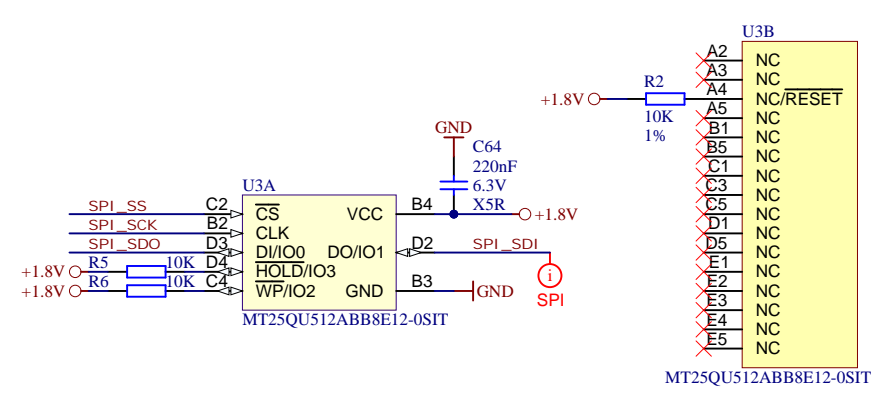 U3B
A2 NC
A3 NC
R2
+1.8V A4 NC/RESET
10K
1%
A5 NC
B1 NC
B5 NC
C1 NC
C3 NC
C5 NC
D1 NC
D5 NC
E1 NC
E2 NC
E3 NC
E4 NC
E5 NC
MT25QU512ABB8E12-0SIT
GND
C64
220nF
6.3V
X5R
U3A
SPI_SS C2 CS VCC B4 +1.8V
SPI_SCK B2 CLK
SPI_SDO D3 DI/IO0 DO/IO1 D2 SPI_SDI
+1.8V R5 10K D4 HOLD/IO3
+1.8V R6 10K C4 WP/IO2 GND B3 GND
i
SPI
MT25QU512ABB8E12-0SIT